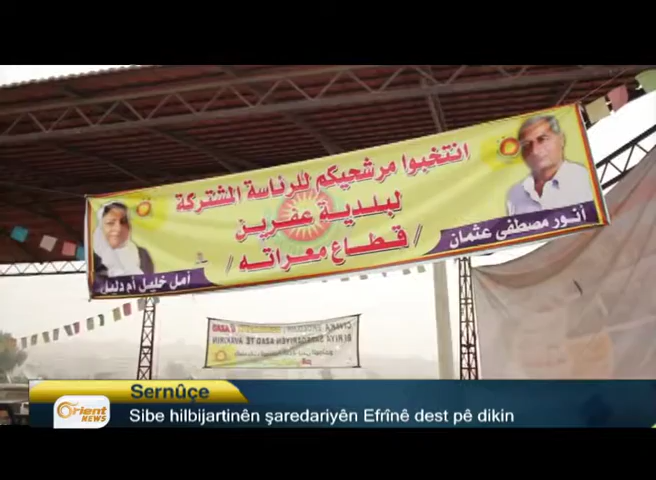 انتخبوا مرشحيكم للرئاسة المشتركة
لبلدية عفرين
/ قطاع معراته /
أنور مصطفى عثمان
أمل خليل أم دليل
Sernûçe
Orient NEWS
Sibe hilbijartinên şaredariyên Efrînê dest pê dikin